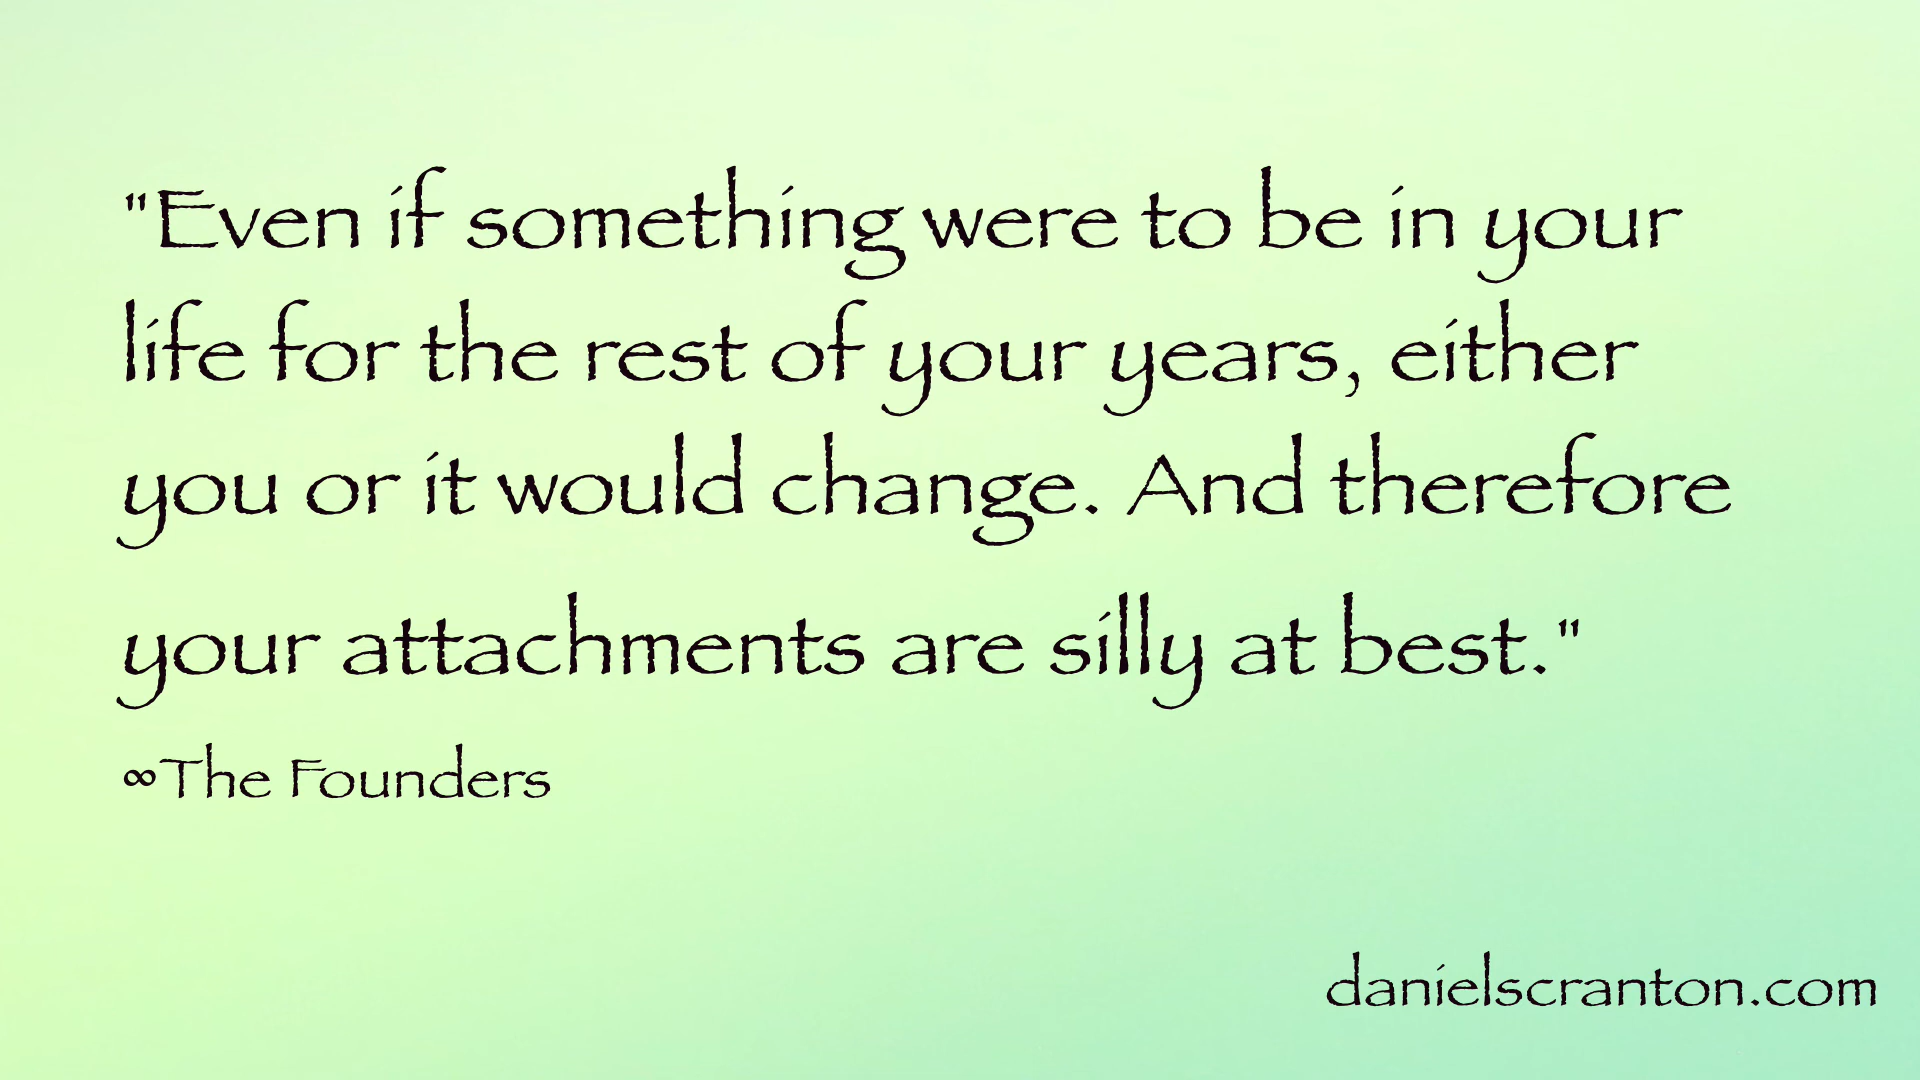 "Even if something were to be in your
life for the rest of your years, either
you or it would change. And therefore
your attachments are silly at best."
∞The Founders
danielscranton.com